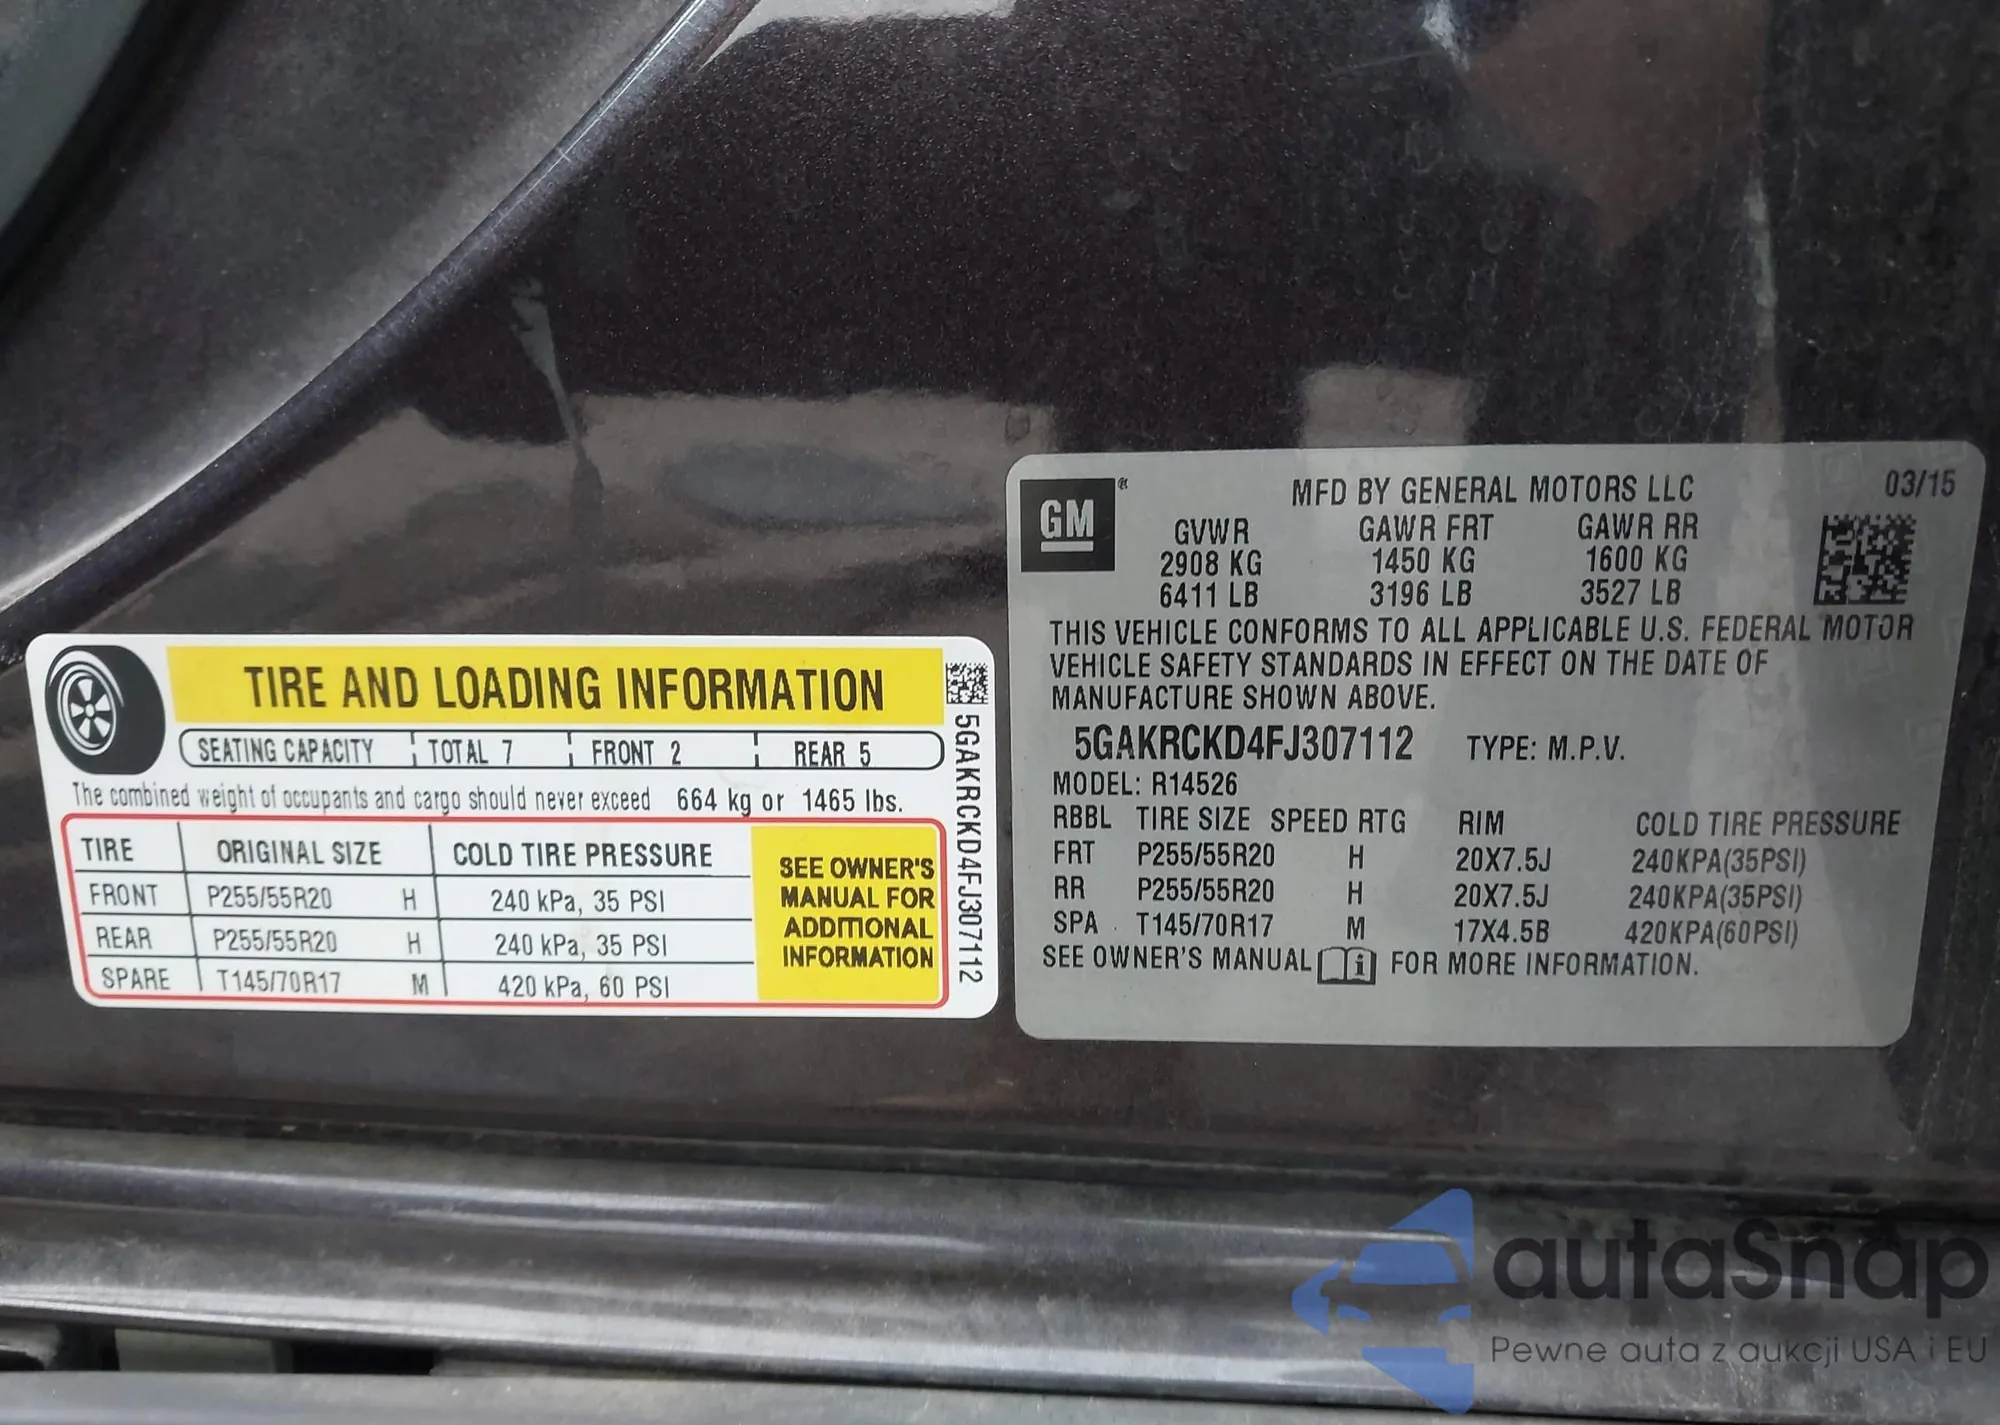 TIRE AND LOADING INFORMATION
SEATING CAPACITY TOTAL 7 FRONT 2 REAR 5
The combined weight of occupants and cargo should never exceed 664 kg or 1465 lbs.
TIRE ORIGINAL SIZE COLD TIRE PRESSURE
FRONT P255/55R20 H 240 kPa, 35 PSI
REAR P255/55R20 H 240 kPa, 35 PSI
SPARE T145/70R17 M 420 kPa, 60 PSI
SEE OWNER'S
MANUAL FOR
ADDITIONAL
INFORMATION
5GAKRCKD4FJ307112
GM®
MFD BY GENERAL MOTORS LLC 03/15
GVWR GAWR FRT GAWR RR
2908 KG 1450 KG 1600 KG
6411 LB 3196 LB 3527 LB
THIS VEHICLE CONFORMS TO ALL APPLICABLE U.S. FEDERAL MOTOR
VEHICLE SAFETY STANDARDS IN EFFECT ON THE DATE OF
MANUFACTURE SHOWN ABOVE.
5GAKRCKD4FJ307112 TYPE: M.P.V.
MODEL: R14526
RBBL TIRE SIZE SPEED RTG RIM COLD TIRE PRESSURE
FRT P255/55R20 H 20X7.5J 240KPA(35PSI)
RR P255/55R20 H 20X7.5J 240KPA(35PSI)
SPA T145/70R17 M 17X4.5B 420KPA(60PSI)
SEE OWNER'S MANUAL i FOR MORE INFORMATION.
autaSnap
Pewne auta z aukcji USA i EU